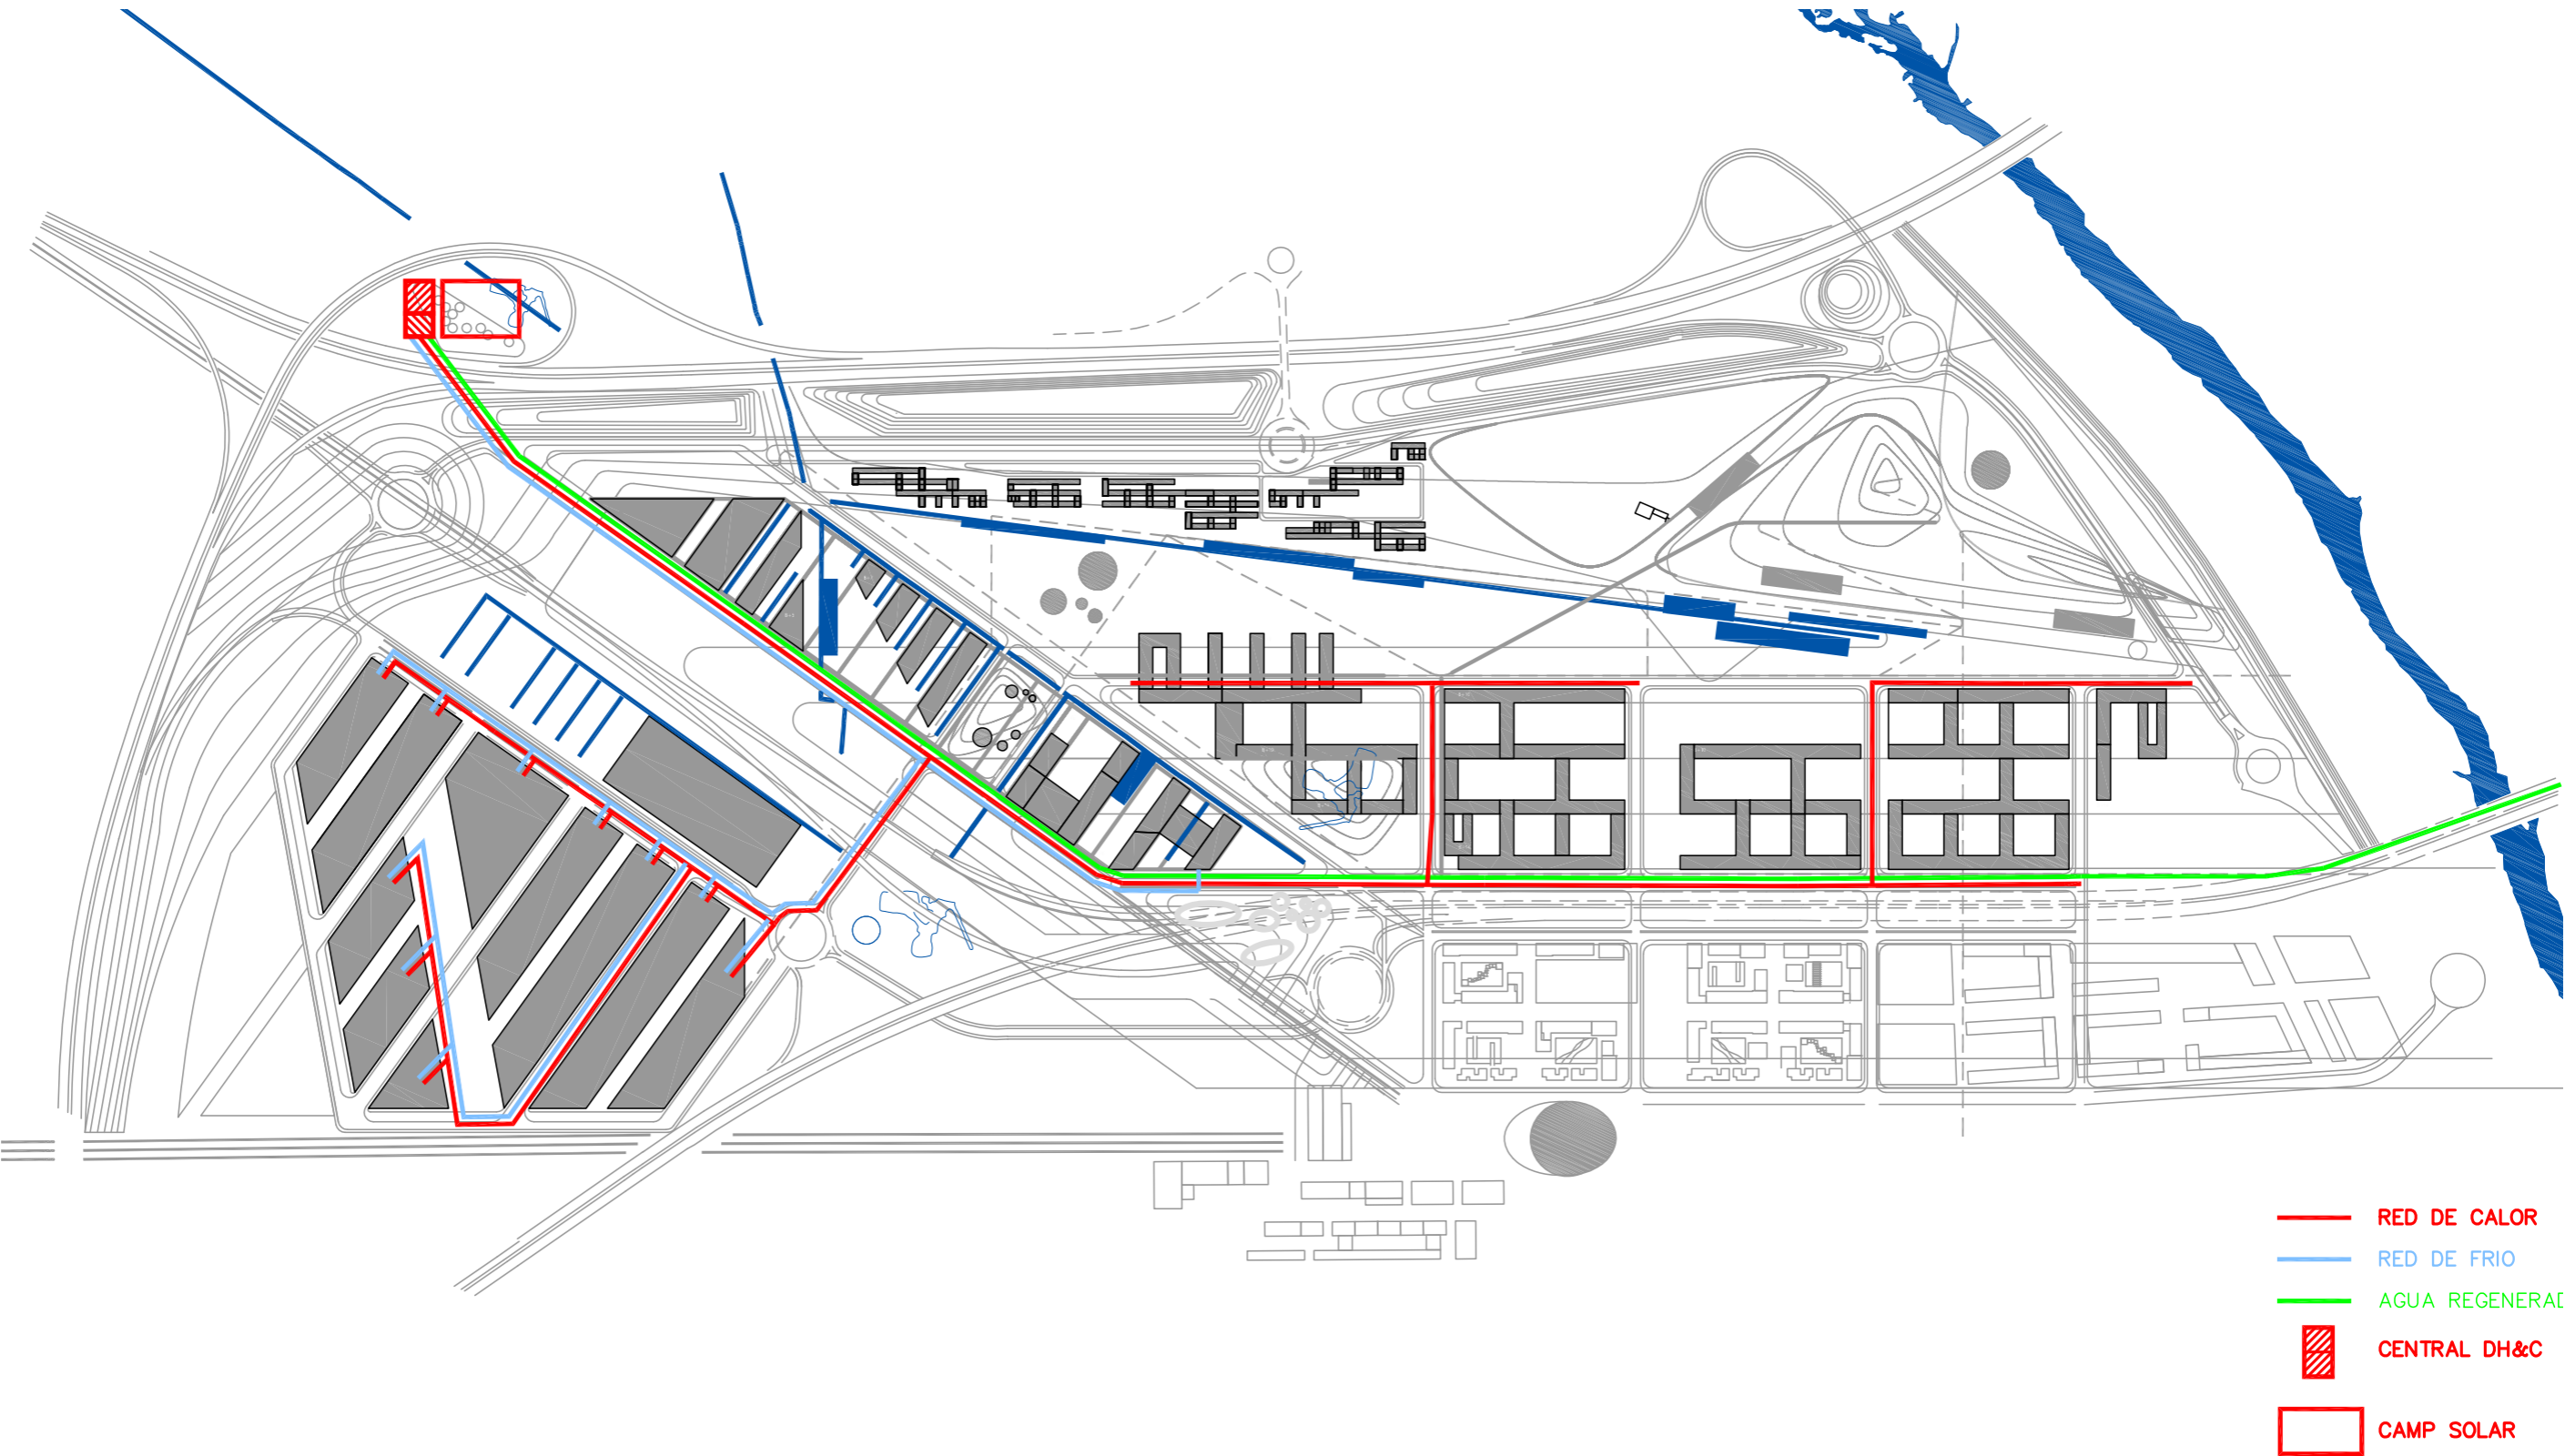 RED DE CALOR
RED DE FRIO
AGUA REGENERAD
CENTRAL DH&C
CAMP SOLAR